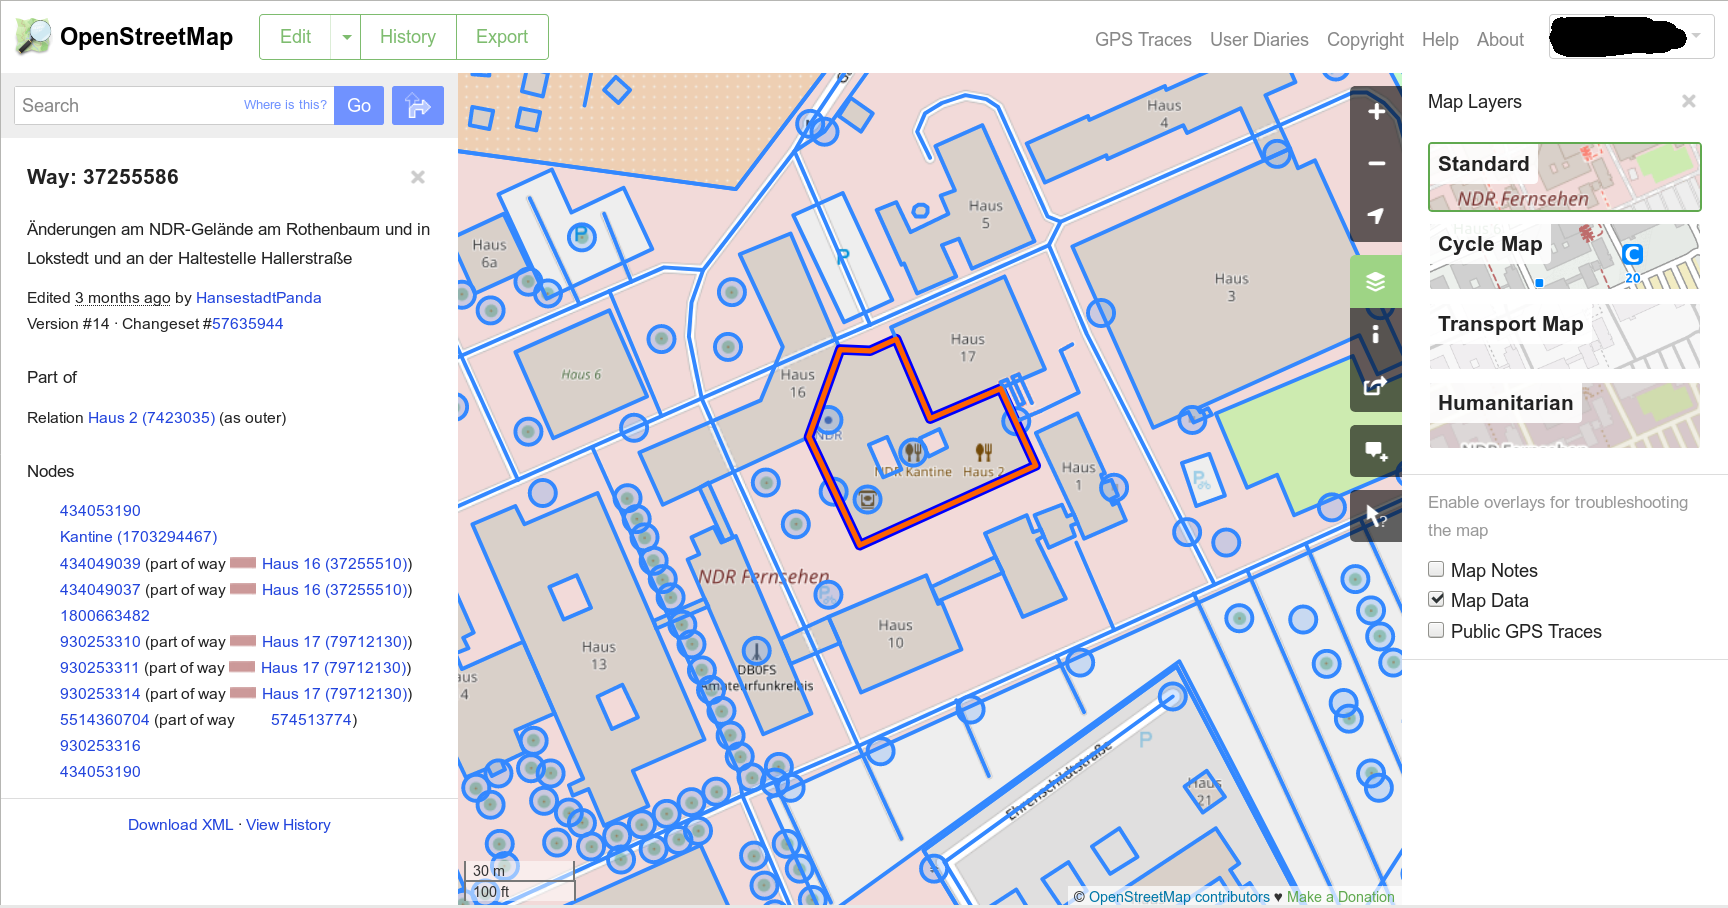 OpenStreetMap
Edit
History
Export
GPS Traces
User Diaries
Copyright
Help
About
Search
Where is this?
Go
Way: 37255586
Änderungen am NDR-Gelände am Rothenbaum und in
Lokstedt und an der Haltestelle Hallerstraße
Edited 3 months ago by HansestadtPanda
Version #14 · Changeset #57635944
Part of
Relation Haus 2 (7423035) (as outer)
Nodes
434053190
Kantine (1703294467)
434049039 (part of way Haus 16 (37255510))
434049037 (part of way Haus 16 (37255510))
1800663482
930253310 (part of way Haus 17 (79712130))
930253311 (part of way Haus 17 (79712130))
930253314 (part of way Haus 17 (79712130))
5514360704 (part of way 574513774)
930253316
434053190
Download XML · View History
Haus
4
Haus
5
Haus
6a
P
P
Haus
3
Haus
17
Haus 6
Haus
16
NDR
NDR Kantine
Haus 2
Haus
1
P
NDR Fernsehen
Haus
10
Haus
13
DB0FS
Amateurfunkrelais
aus
4
P
Ehrenschildtstraße
Haus
21
30 m
100 ft
© OpenStreetMap contributors ♥ Make a Donation
Map Layers
Standard
NDR Fernsehen
Cycle Map
C
20
Transport Map
Humanitarian
Enable overlays for troubleshooting
the map
Map Notes
Map Data
Public GPS Traces